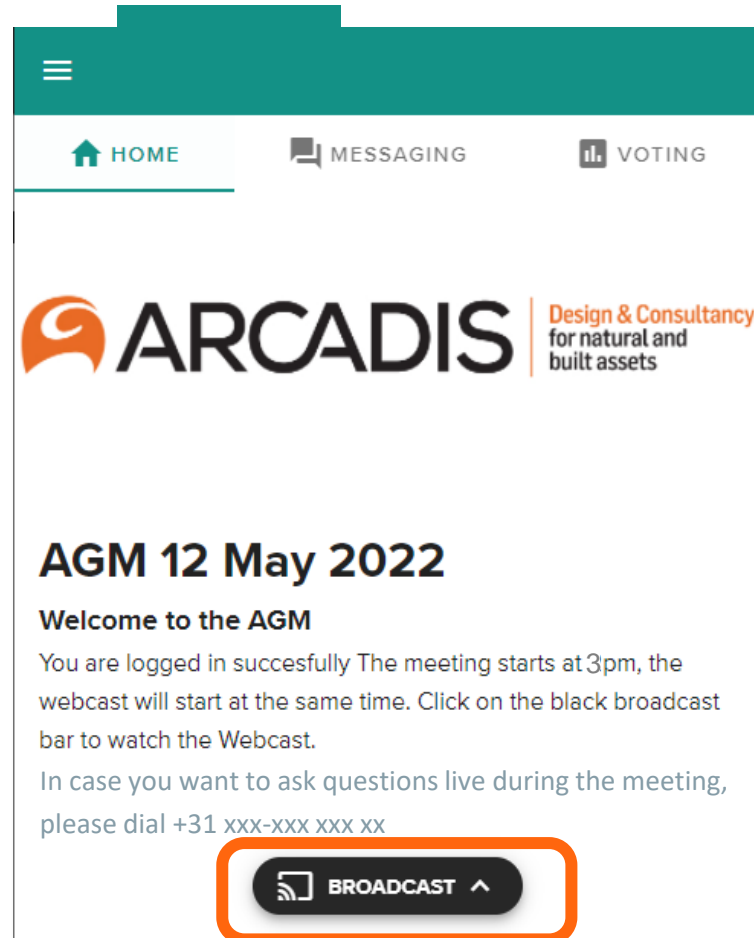 HOME MESSAGING VOTING
ARCADIS
Design & Consultancy
for natural and
built assets
AGM 12 May 2022
Welcome to the AGM
You are logged in succesfully The meeting starts at 3pm, the
webcast will start at the same time. Click on the black broadcast
bar to watch the Webcast.
In case you want to ask questions live during the meeting,
please dial +31 xxx-xxx xxx xx
BROADCAST